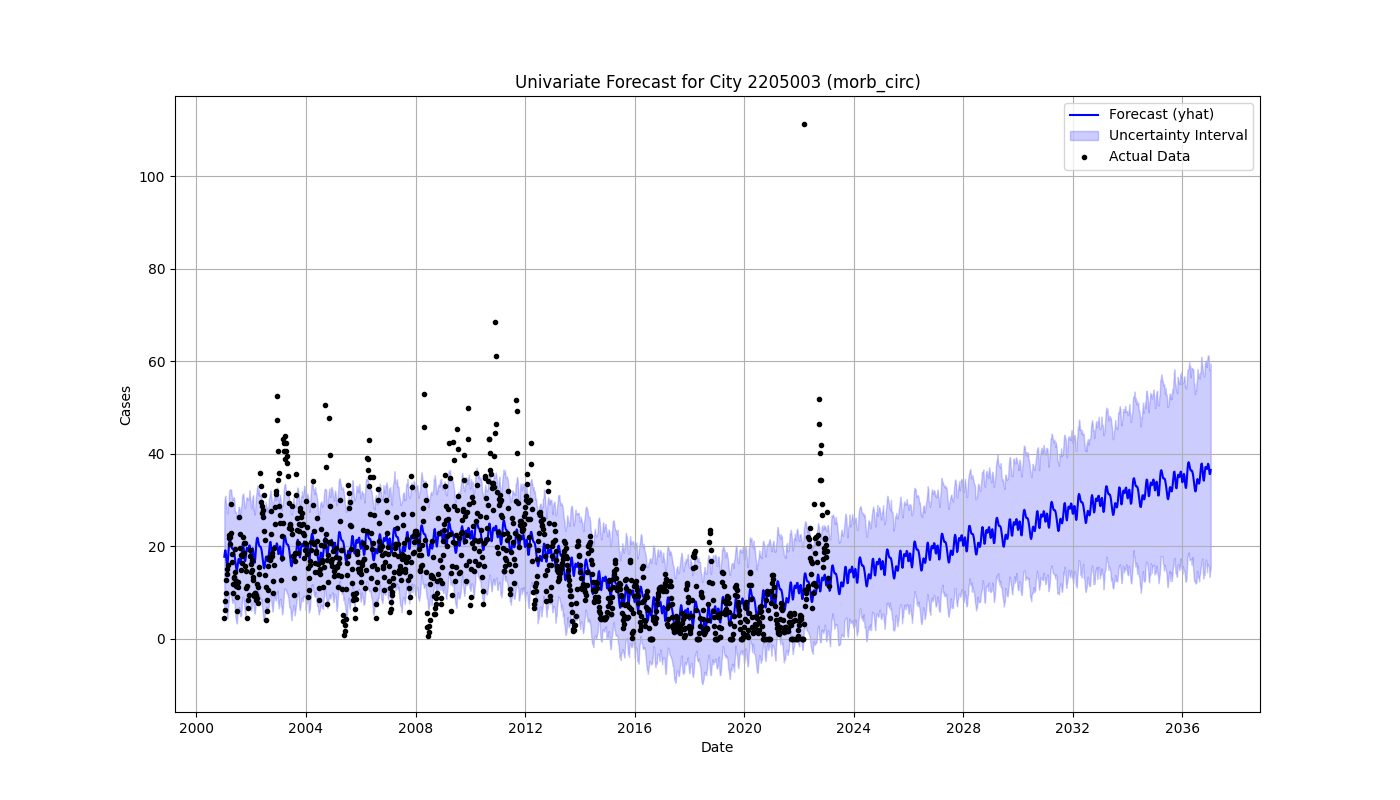 Univariate Forecast for City 2205003 (morb_circ)
Forecast (yhat)
Uncertainty Interval
Actual Data
Cases
100
80
60
40
20
0
2000 2004 2008 2012 2016 2020 2024 2028 2032 2036
Date